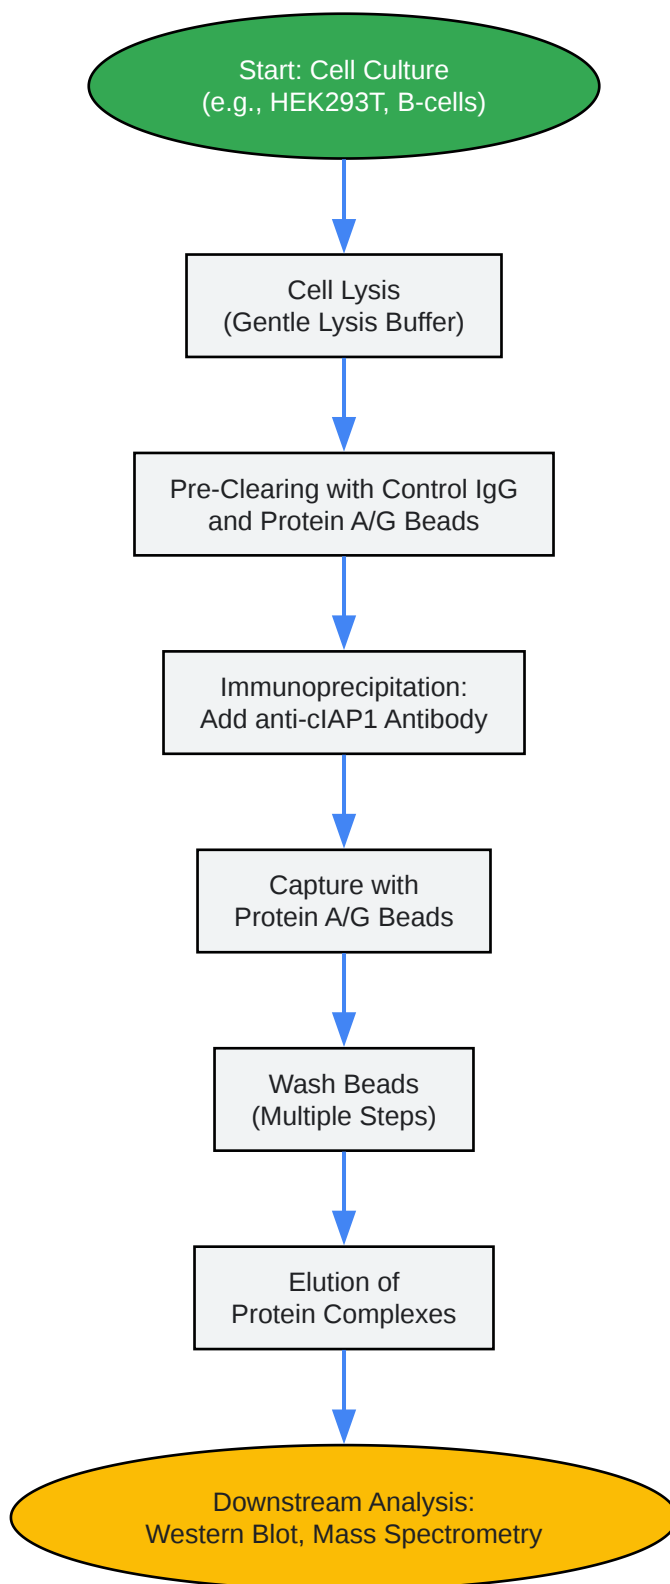 Start: Cell Culture
(e.g., HEK293T, B-cells)
Cell Lysis
(Gentle Lysis Buffer)
Pre-Clearing with Control IgG
and Protein A/G Beads
Immunoprecipitation:
Add anti-cIAP1 Antibody
Capture with
Protein A/G Beads
Wash Beads
(Multiple Steps)
Elution of
Protein Complexes
Downstream Analysis:
Western Blot, Mass Spectrometry